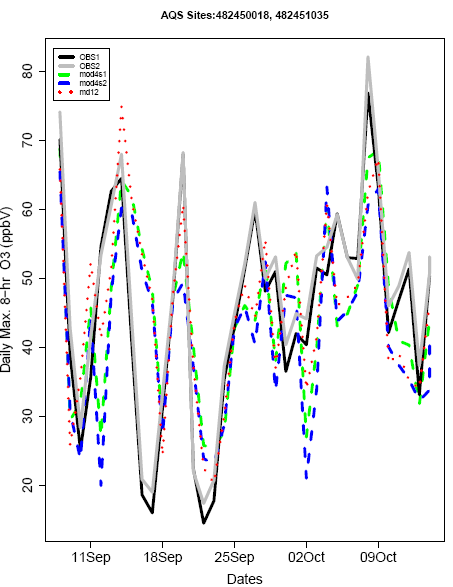 AQS Sites:482450018, 482451035
OBS1
OBS2
mod4s1
mod4s2
md12
Daily Max. 8-hr O3 (ppbV)
80
70
60
50
40
30
20
11Sep 18Sep 25Sep 02Oct 09Oct
Dates